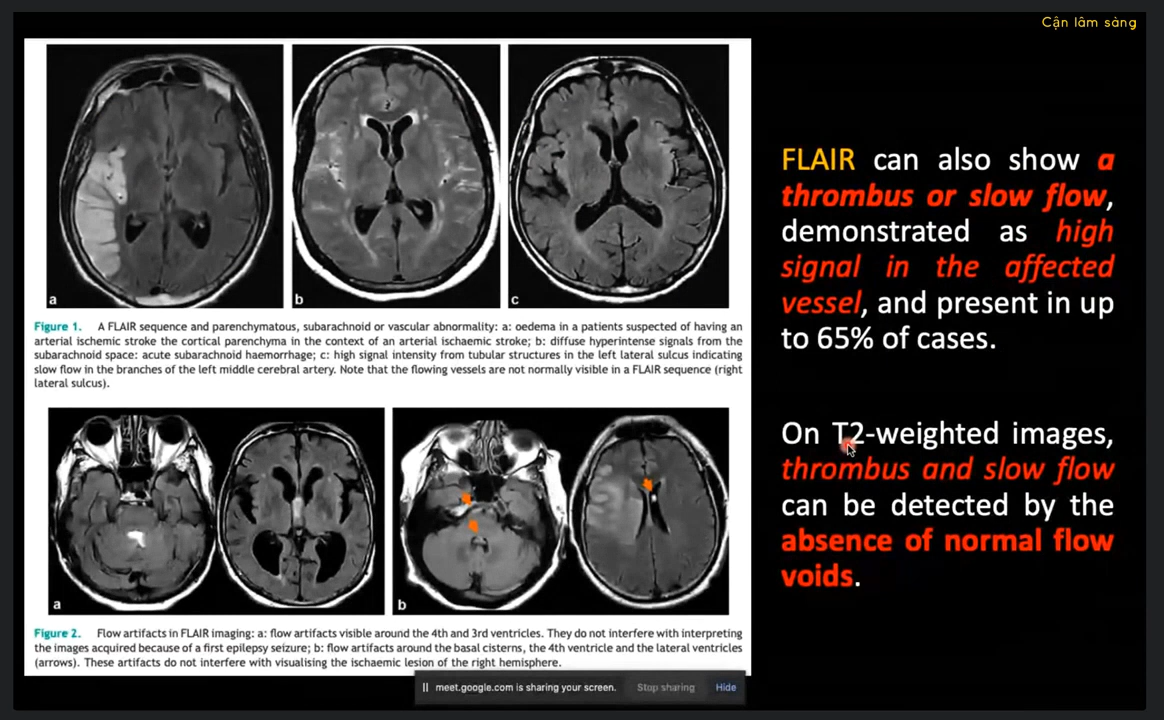 Cận lâm sàng
a
b
c
Figure 1. A FLAIR sequence and parenchymatous, subarachnoid or vascular abnormality: a: oedema in a patients suspected of having an
arterial ischemic stroke the cortical parenchyma in the context of an arterial ischaemic stroke; b: diffuse hyperintense signals from the
subarachnoid space: acute subarachnoid haemorrhage; c: high signal intensity from tubular structures in the left lateral sulcus indicating
slow flow in the branches of the left middle cerebral artery. Note that the flowing vessels are not normally visible in a FLAIR sequence (right
lateral sulcus).
a
b
Figure 2. Flow artifacts in FLAIR imaging: a: flow artifacts visible around the 4th and 3rd ventricles. They do not interfere with interpreting
the images acquired because of a first epilepsy seizure; b: flow artifacts around the basal cisterns, the 4th ventricle and the lateral ventricles
(arrows). These artifacts do not interfere with visualising the ischaemic lesion of the right hemisphere.
FLAIR can also show a
thrombus or slow flow,
demonstrated as high
signal in the affected
vessel, and present in up
to 65% of cases.
On T2-weighted images,
thrombus and slow flow
can be detected by the
absence of normal flow
voids.
meet.google.com is sharing your screen. Stop sharing Hide